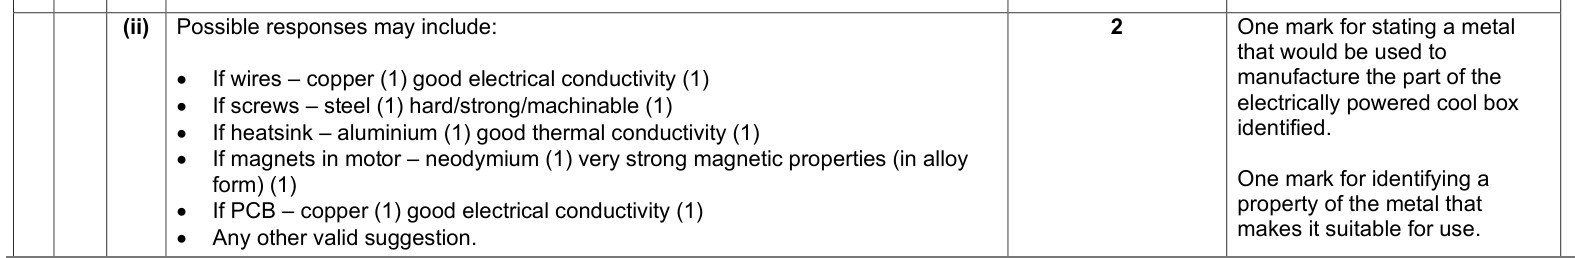 (ii)
Possible responses may include:
• If wires – copper (1) good electrical conductivity (1)
• If screws – steel (1) hard/strong/machinable (1)
• If heatsink – aluminium (1) good thermal conductivity (1)
• If magnets in motor – neodymium (1) very strong magnetic properties (in alloy
form) (1)
• If PCB – copper (1) good electrical conductivity (1)
• Any other valid suggestion.
2
One mark for stating a metal
that would be used to
manufacture the part of the
electrically powered cool box
identified.
One mark for identifying a
property of the metal that
makes it suitable for use.